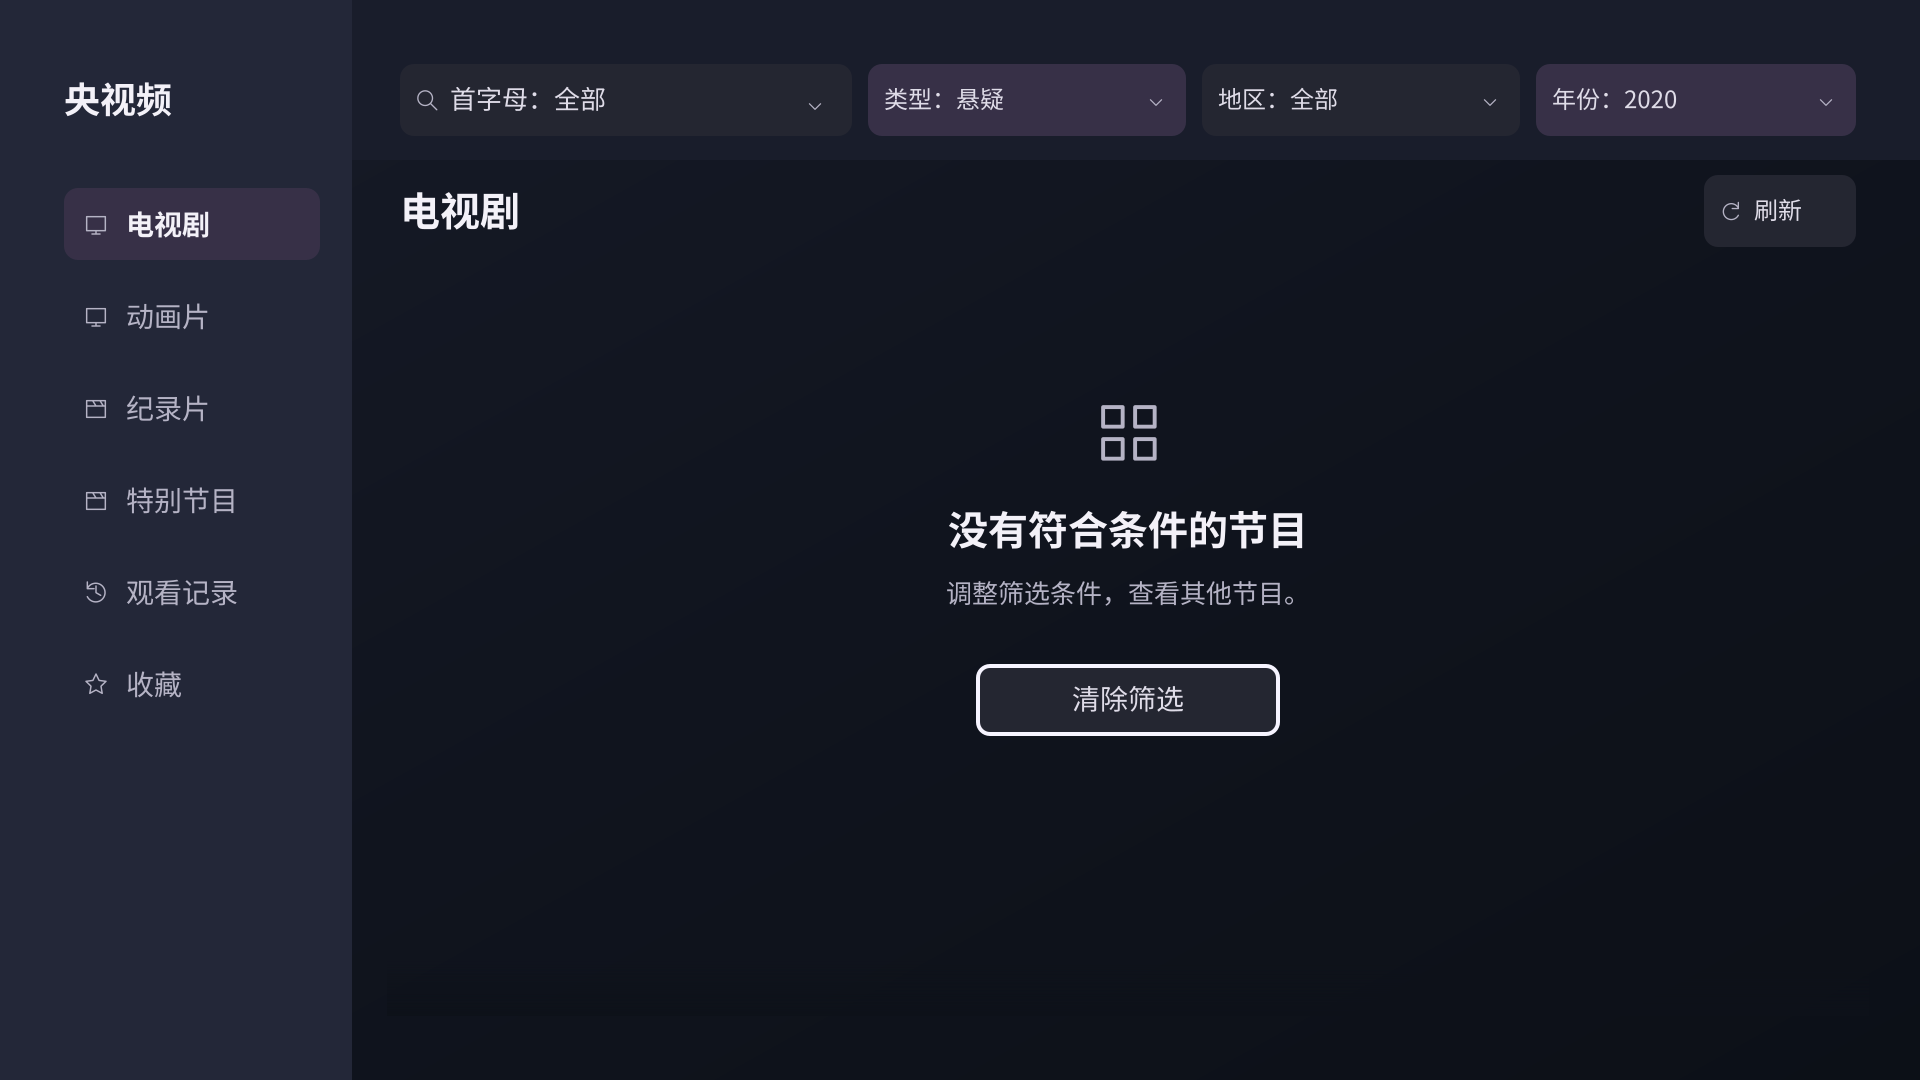 央视频
首字母：全部
类型：悬疑
地区：全部
年份：2020
电视剧
动画片
纪录片
特别节目
观看记录
收藏
电视剧
刷新
没有符合条件的节目
调整筛选条件，查看其他节目。
清除筛选